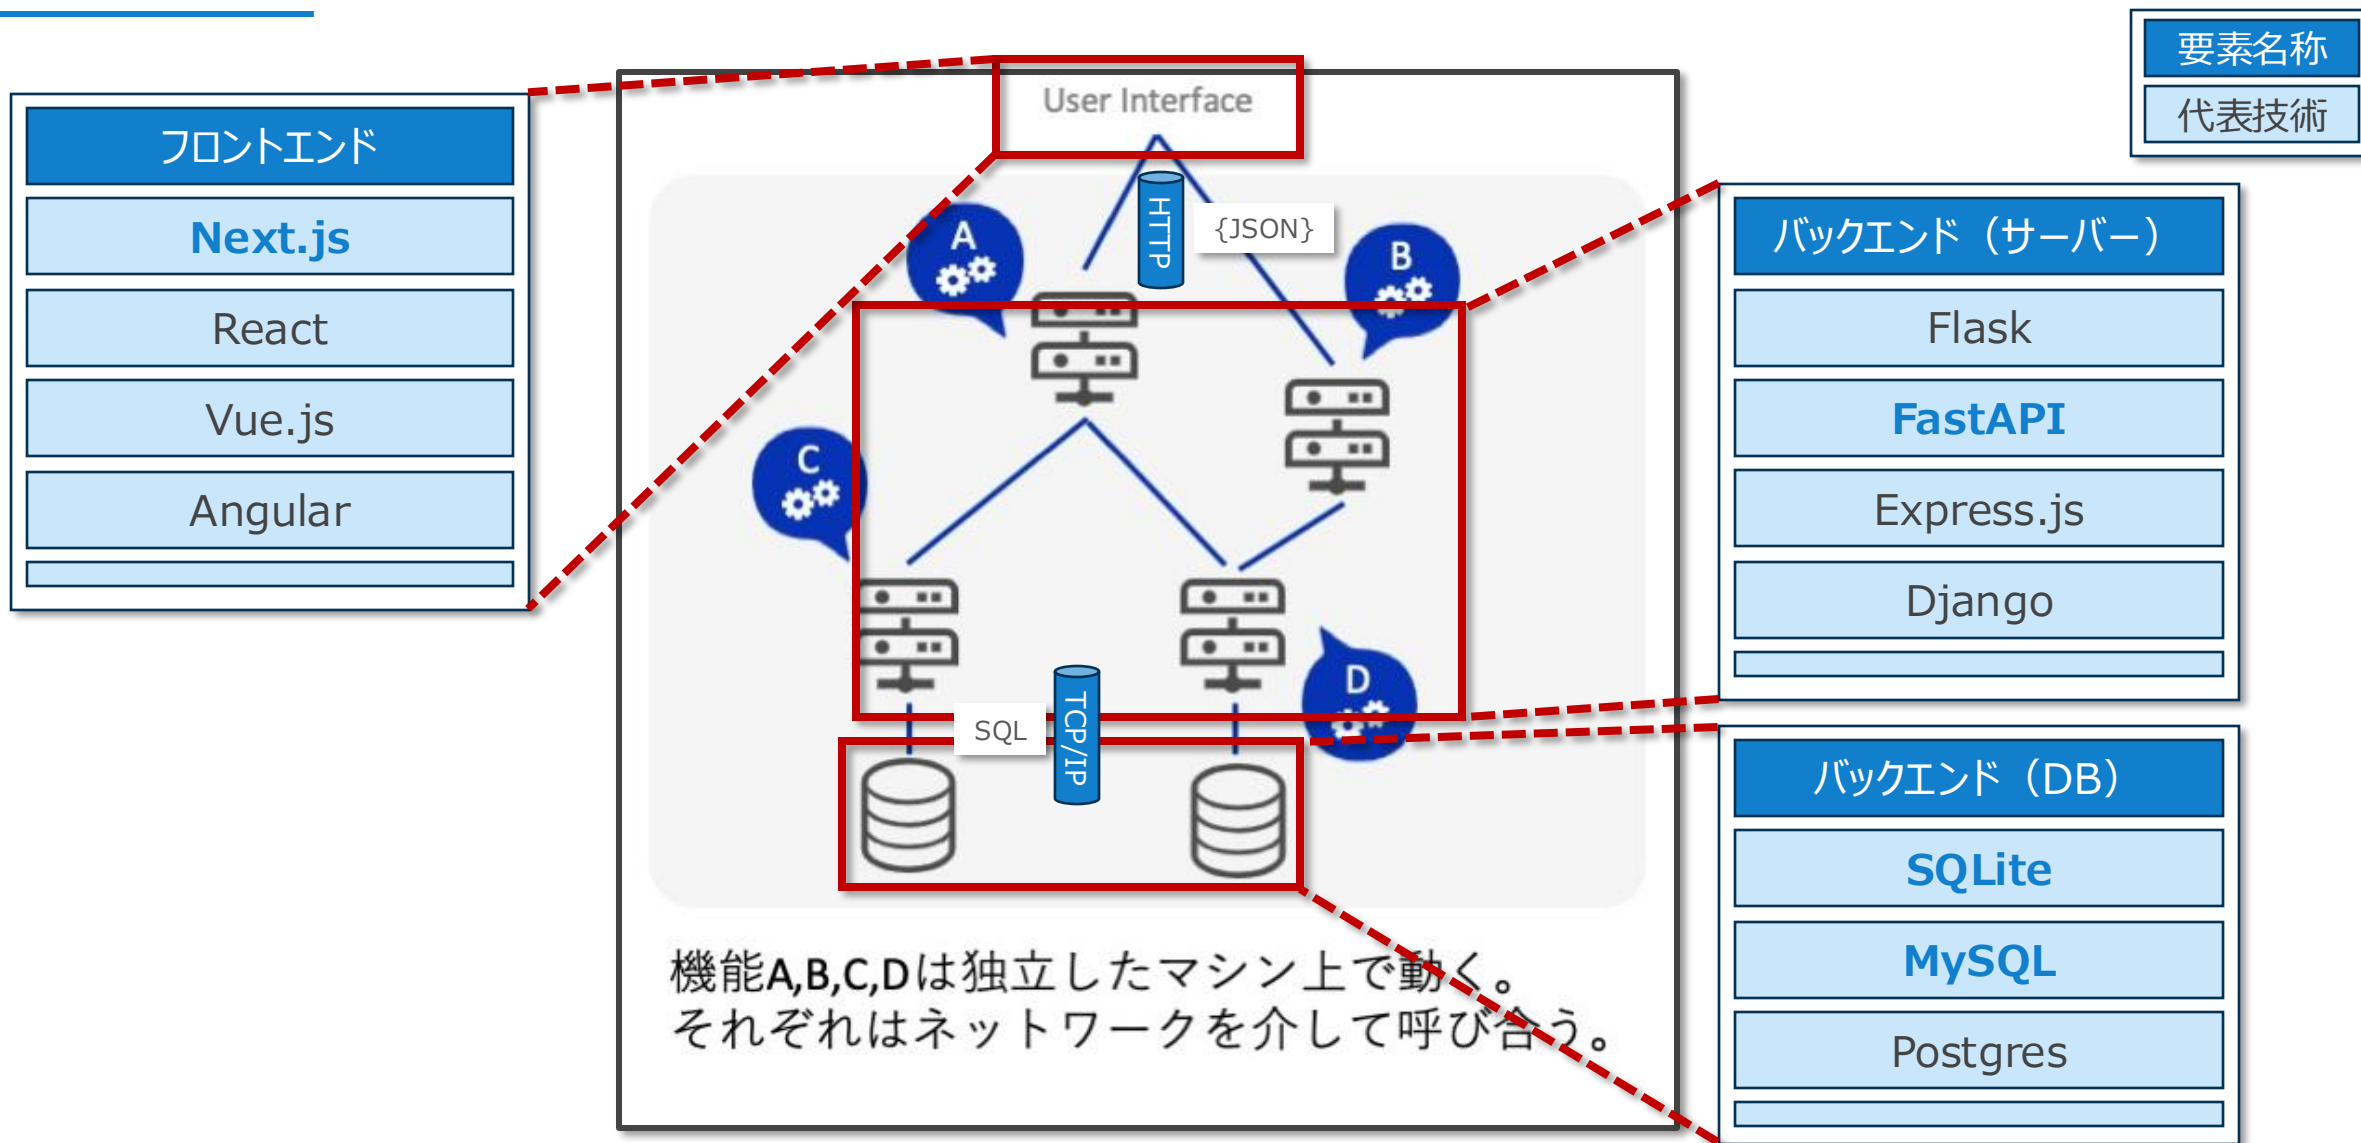 要素名称
代表技術
フロントエンド
Next.js
React
Vue.js
Angular
User Interface
HTTP
{JSON}
A
B
C
D
SQL
TCP/IP
機能A,B,C,Dは独立したマシン上で動く。
それぞれはネットワークを介して呼び合う。
バックエンド（サーバー）
Flask
FastAPI
Express.js
Django
バックエンド（DB）
SQLite
MySQL
Postgres